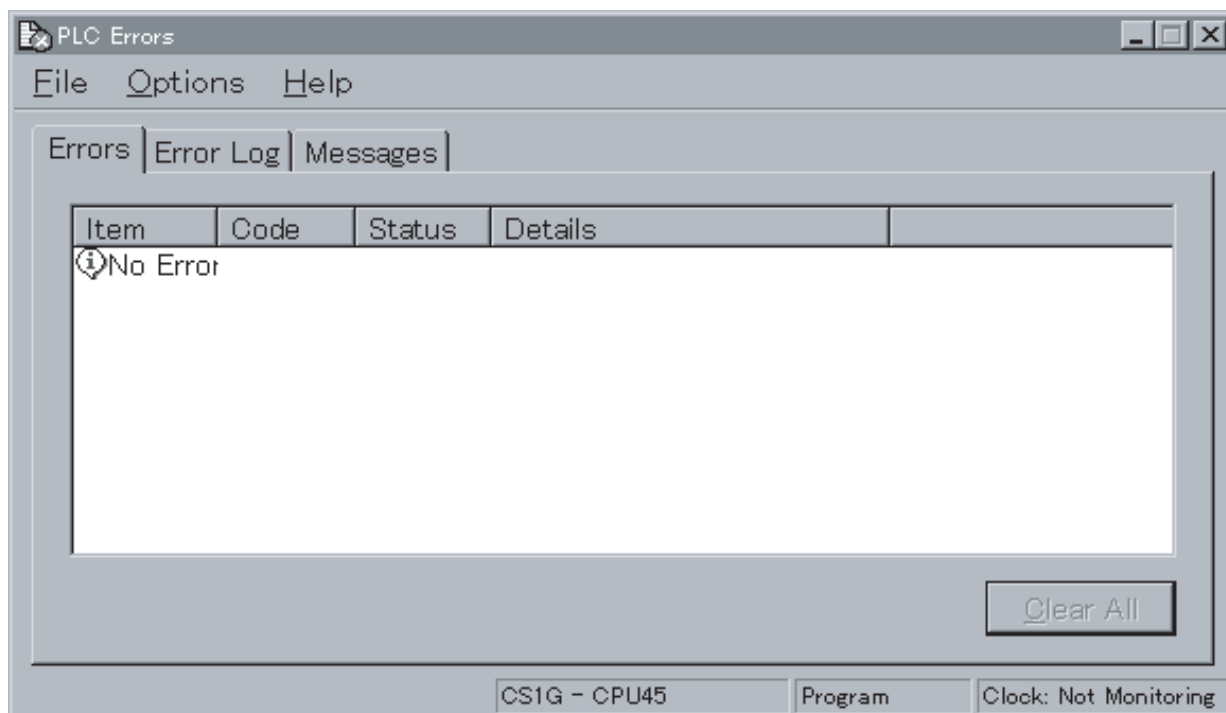 PLC Errors
File Options Help
Errors Error Log Messages
Item Code Status Details
No Error
Clear All
CS1G - CPU45 Program Clock: Not Monitoring